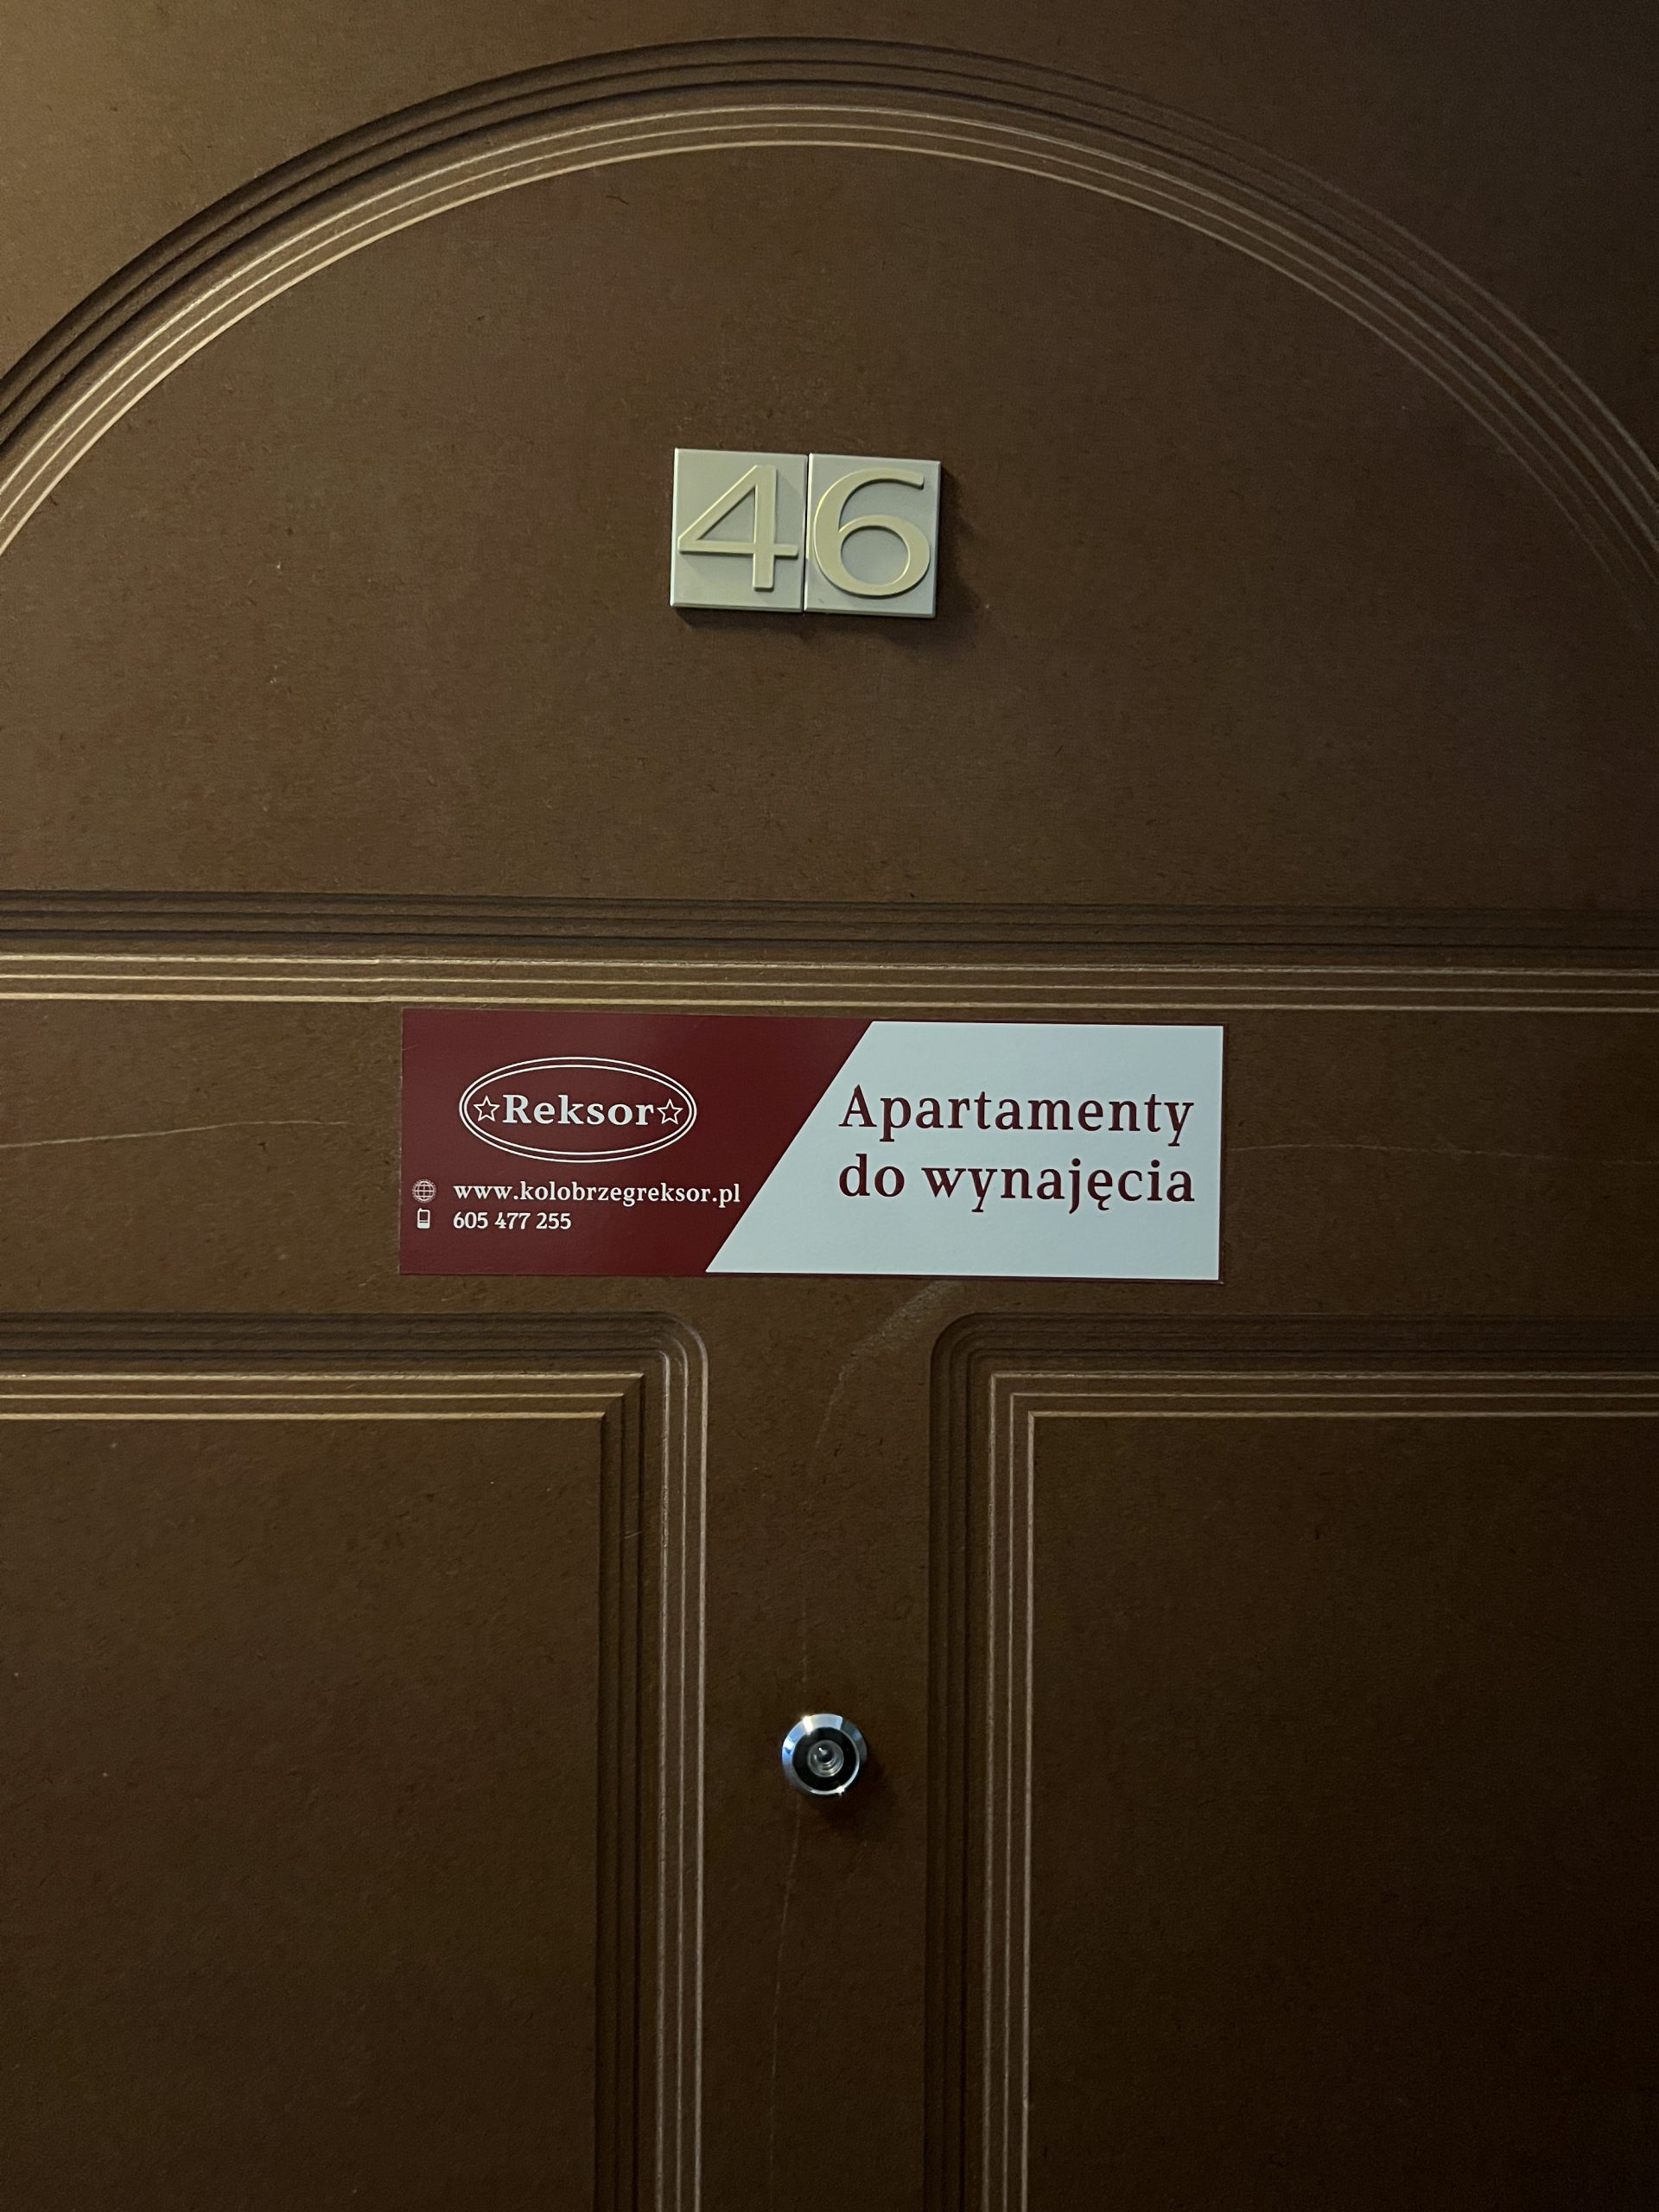 46
Reksor
www.kolobrzegreksor.pl
605 477 255
Apartamenty
do wynajęcia